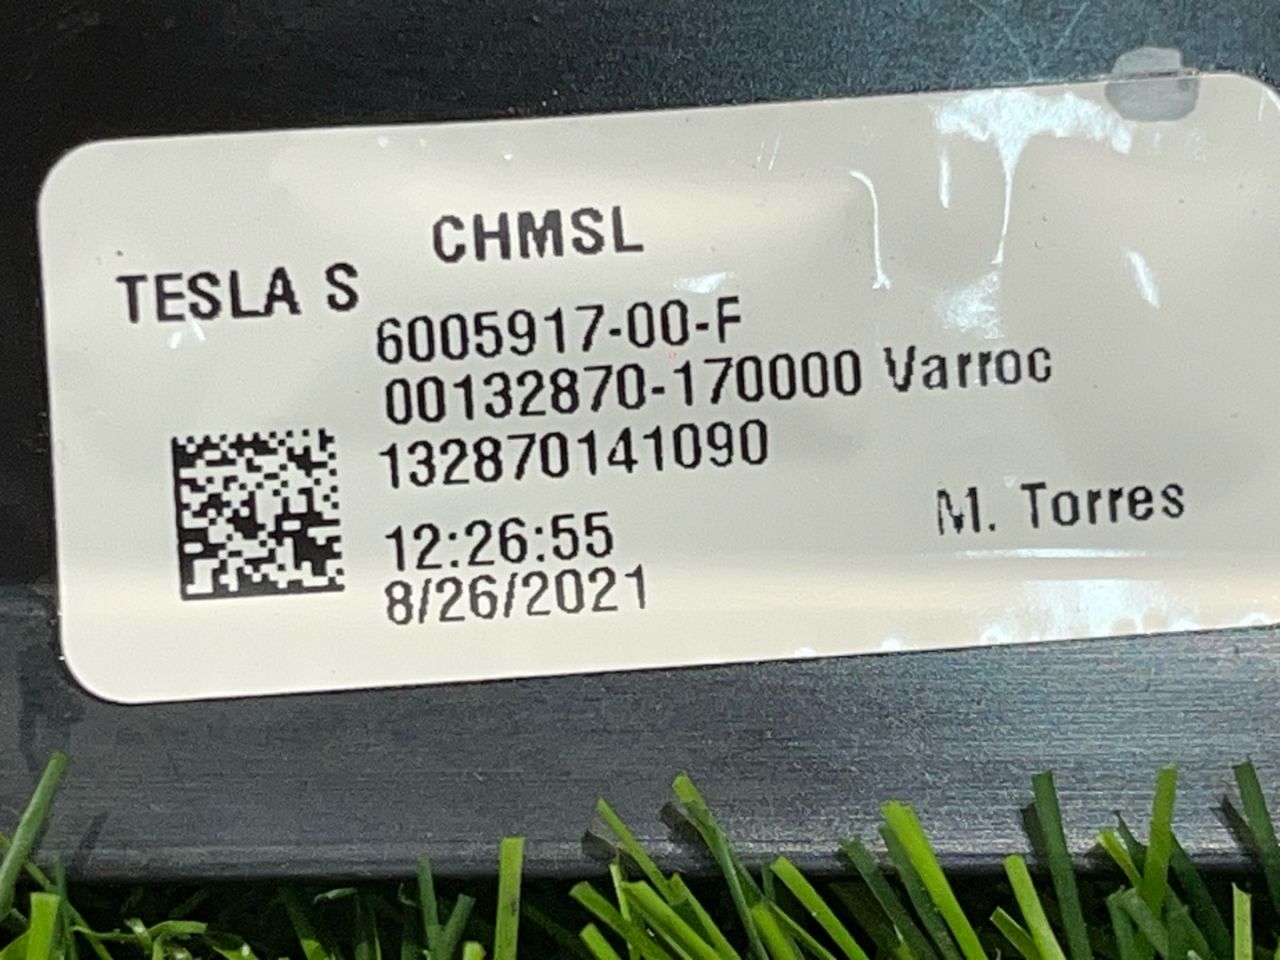 CHMSL
TESLA S
6005917-00-F
00132870-170000 Varroc
132870141090
12:26:55
M. Torres
8/26/2021